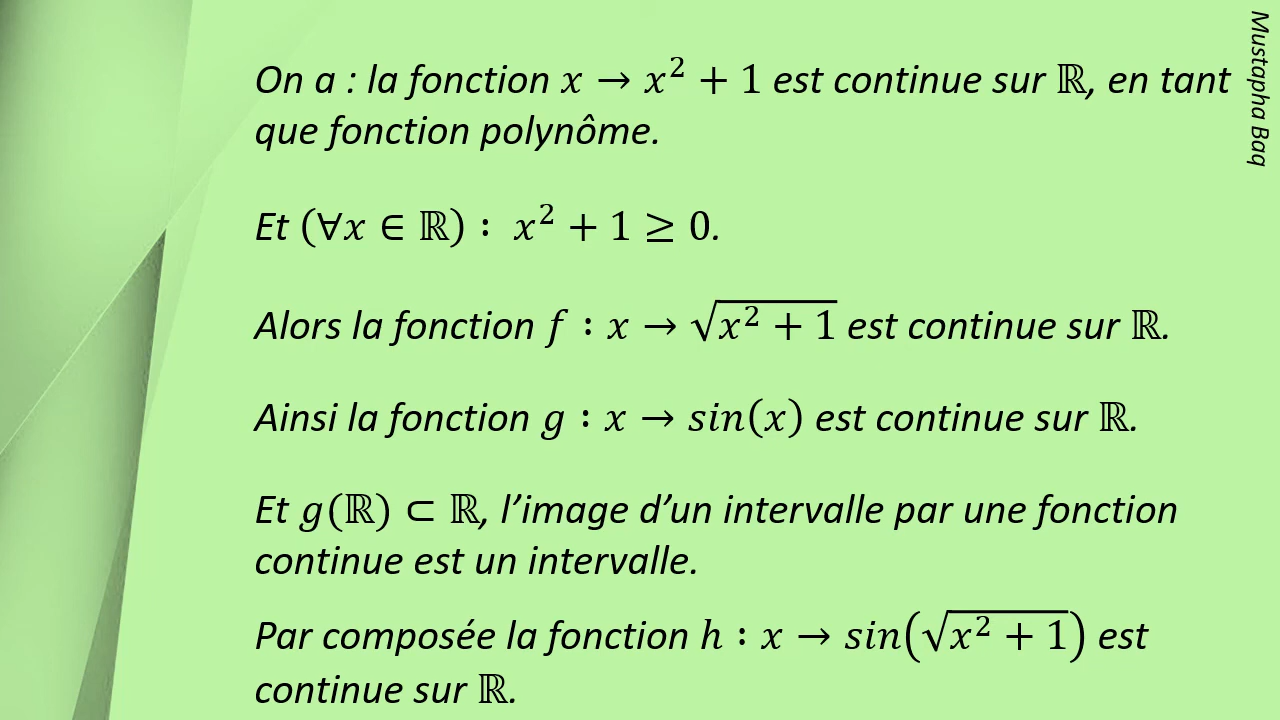 On a : la fonction x → x² + 1 est continue sur ℝ, en tant
que fonction polynôme.
Et (∀x ∈ ℝ) : x² + 1 ≥ 0.
Alors la fonction f : x → √(x² + 1) est continue sur ℝ.
Ainsi la fonction g : x → sin(x) est continue sur ℝ.
Et g(ℝ) ⊂ ℝ, l’image d’un intervalle par une fonction
continue est un intervalle.
Par composée la fonction h : x → sin(√(x² + 1)) est
continue sur ℝ.
Mustapha Baq